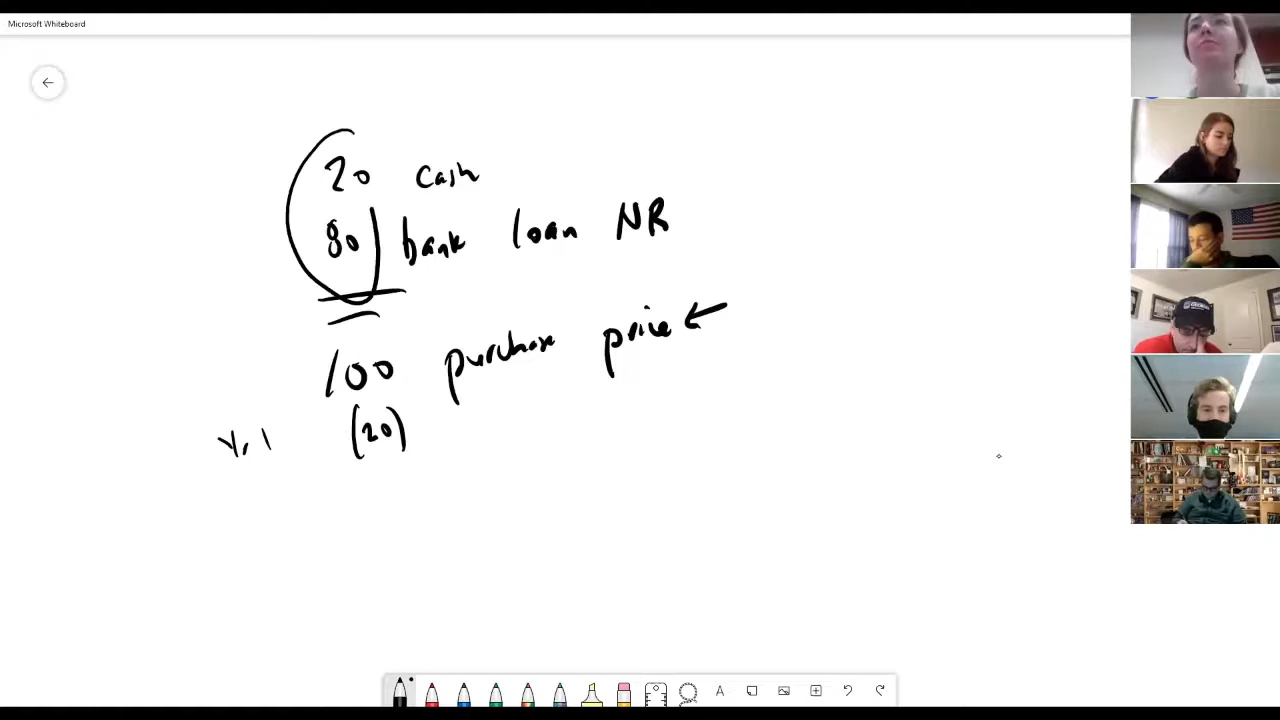 Microsoft Whiteboard
20 cash
80 bank loan NR
100 purchase price
Yr 1 (20)
A